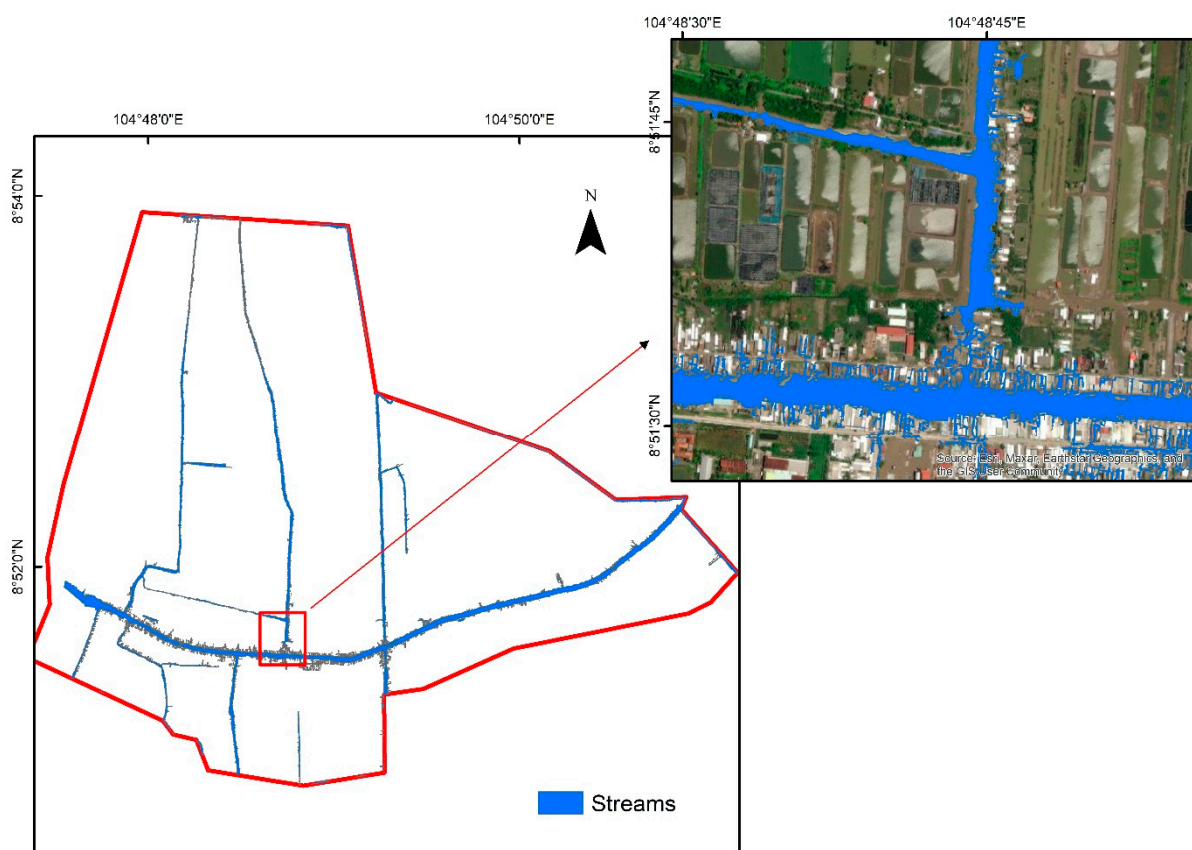 104°48'30"E
104°48'45"E
8°51'45"N
8°51'30"N
Source: Esri, Maxar, Earthstar Geographics, and
the GIS User Community
104°48'0"E
104°50'0"E
8°54'0"N
N
8°52'0"N
Streams